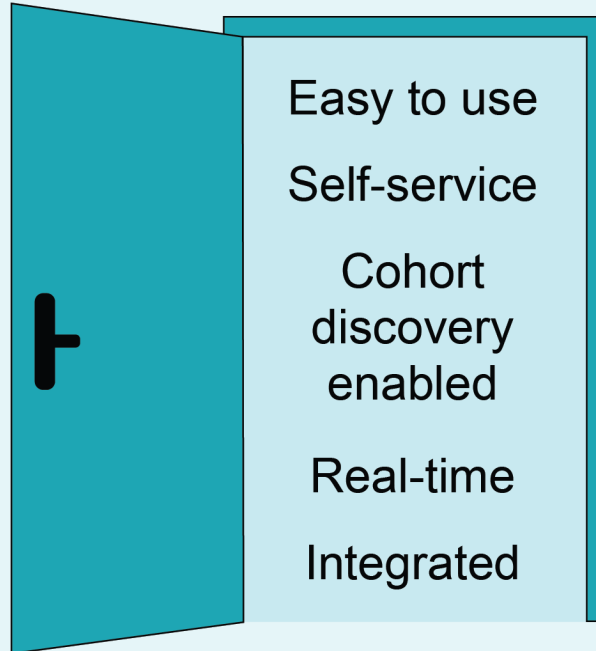 Easy to use
Self-service
Cohort
discovery
enabled
Real-time
Integrated